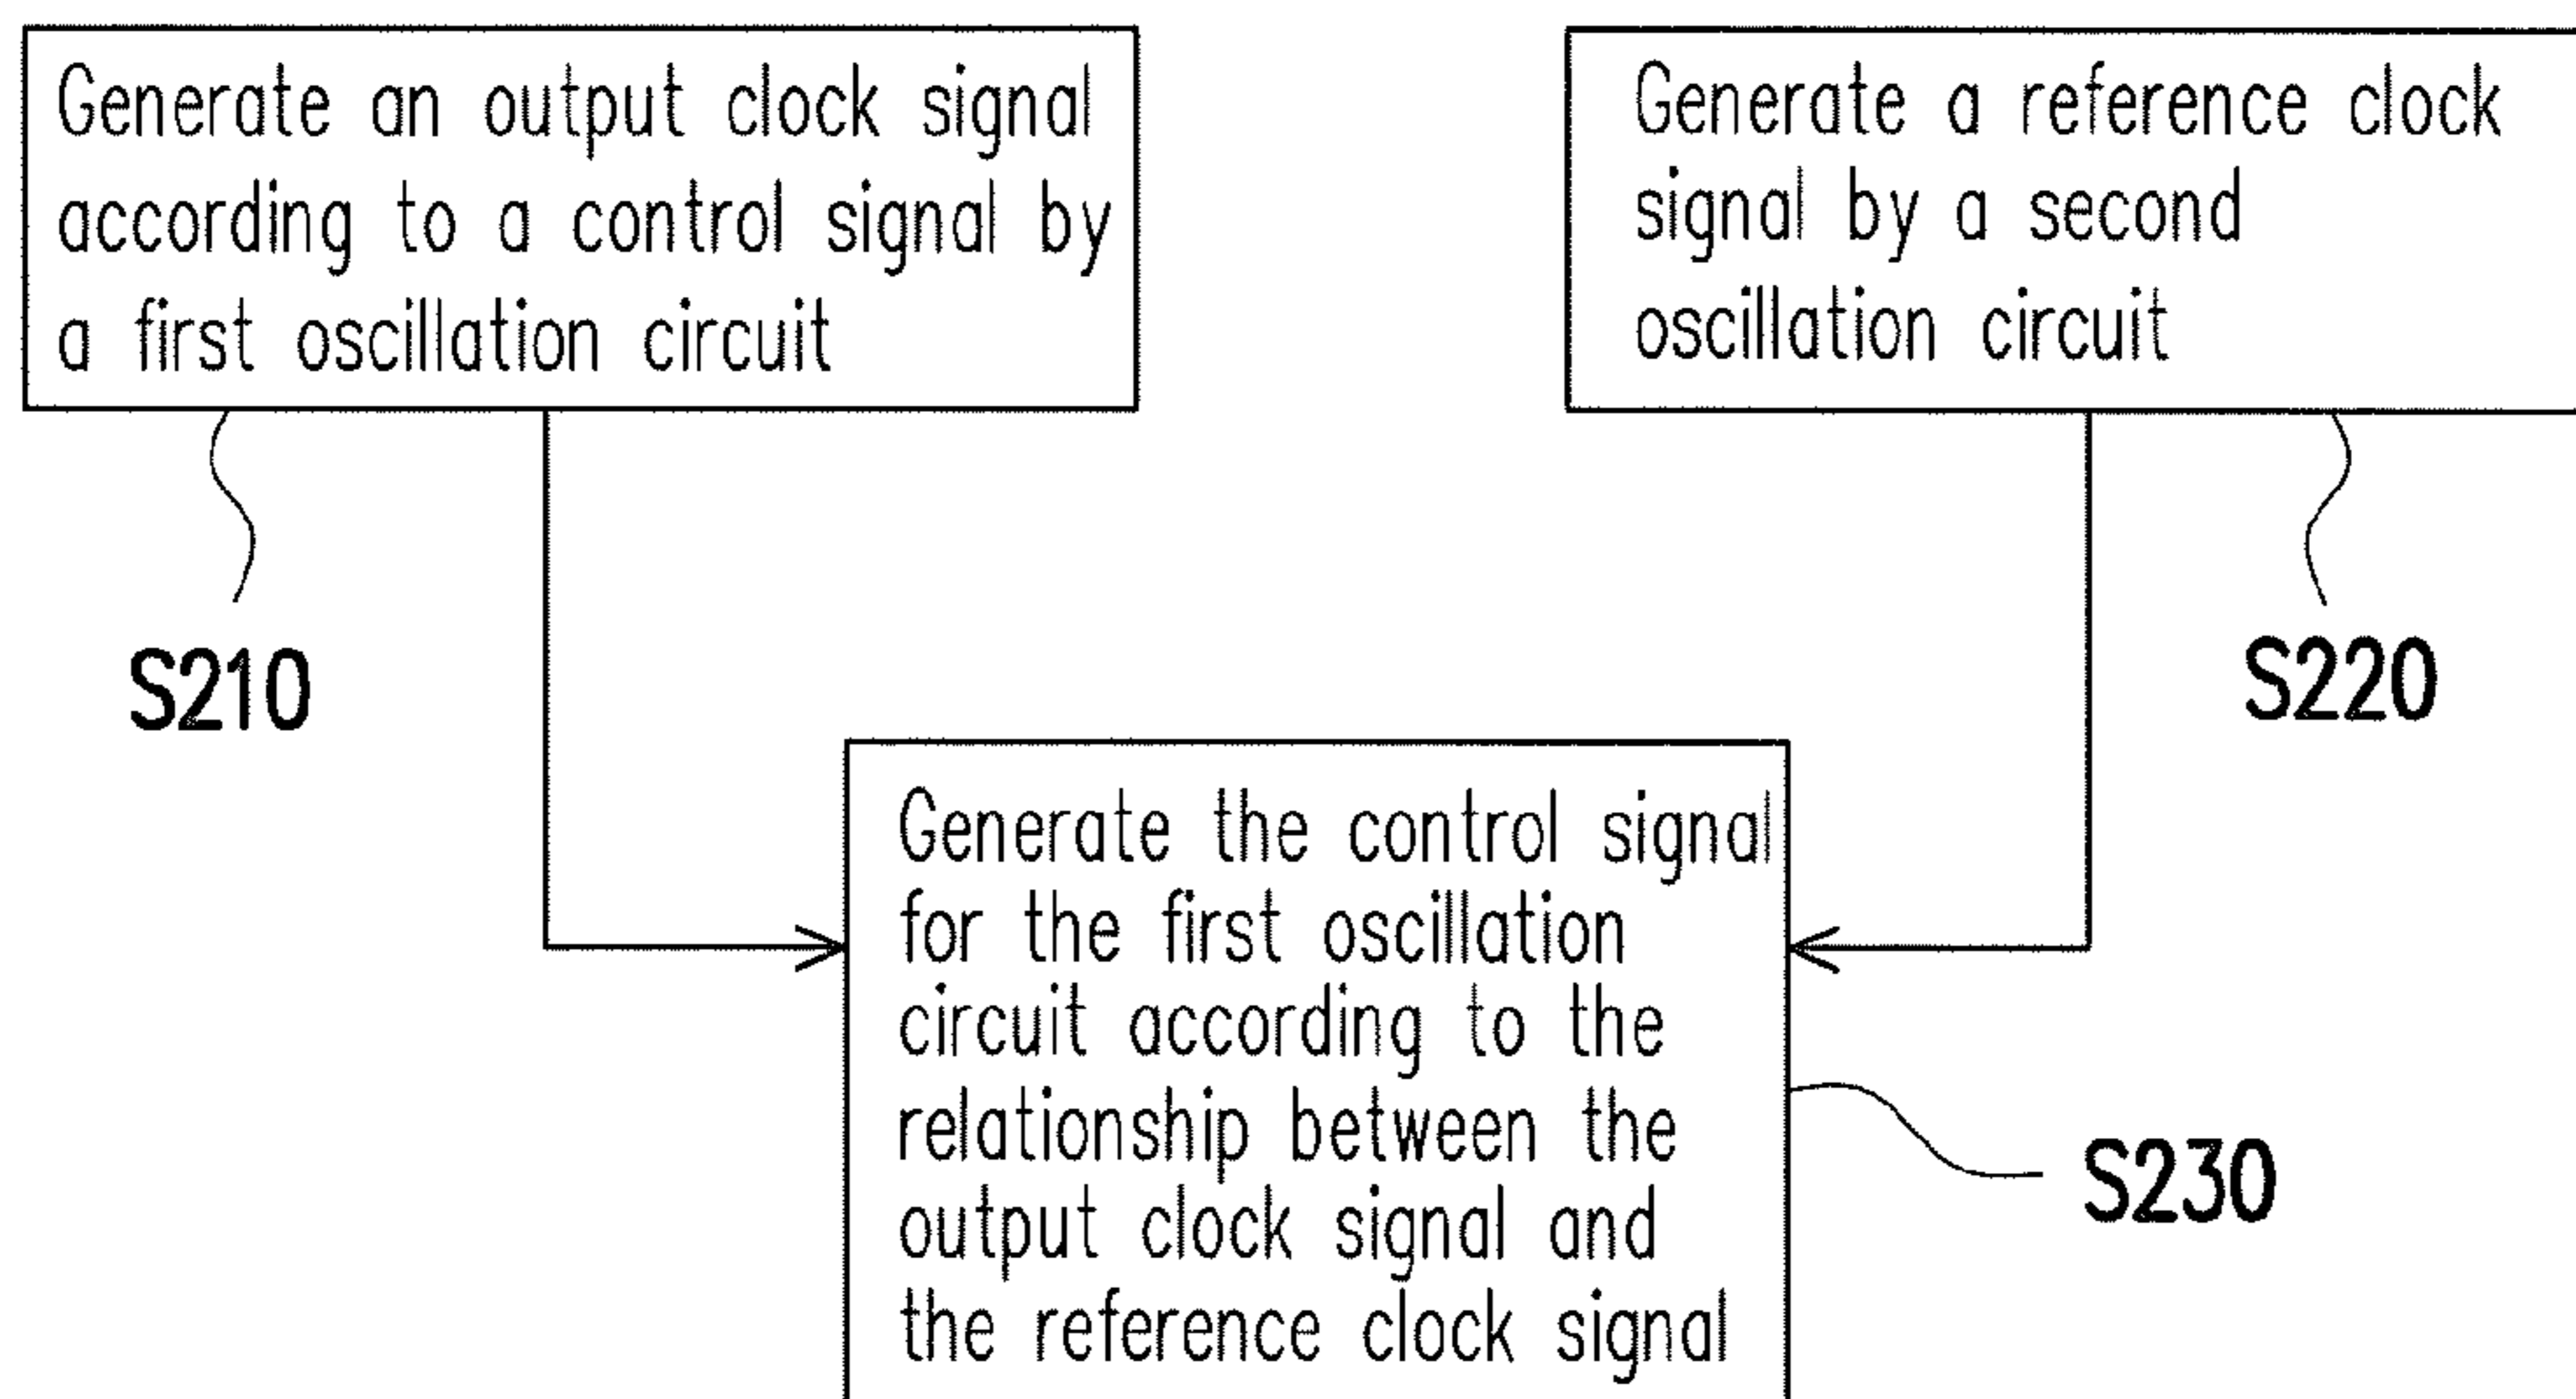 Generate an output clock signal
according to a control signal by
a first oscillation circuit
Generate a reference clock
signal by a second
oscillation circuit
S210
S220
Generate the control signal
for the first oscillation
circuit according to the
relationship between the
output clock signal and
the reference clock signal
S230